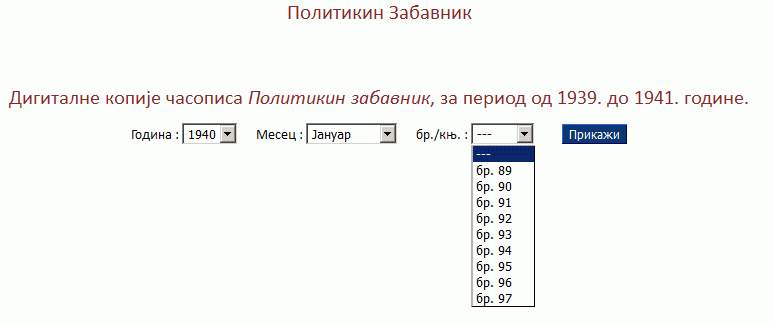 Политикин Забавник
Дигиталне копије часописа Политикин забавник, за период од 1939. до 1941. године.
Година : 1940 Месец : Јануар бр./књ. : --- Прикажи
---
бр. 89
бр. 90
бр. 91
бр. 92
бр. 93
бр. 94
бр. 95
бр. 96
бр. 97